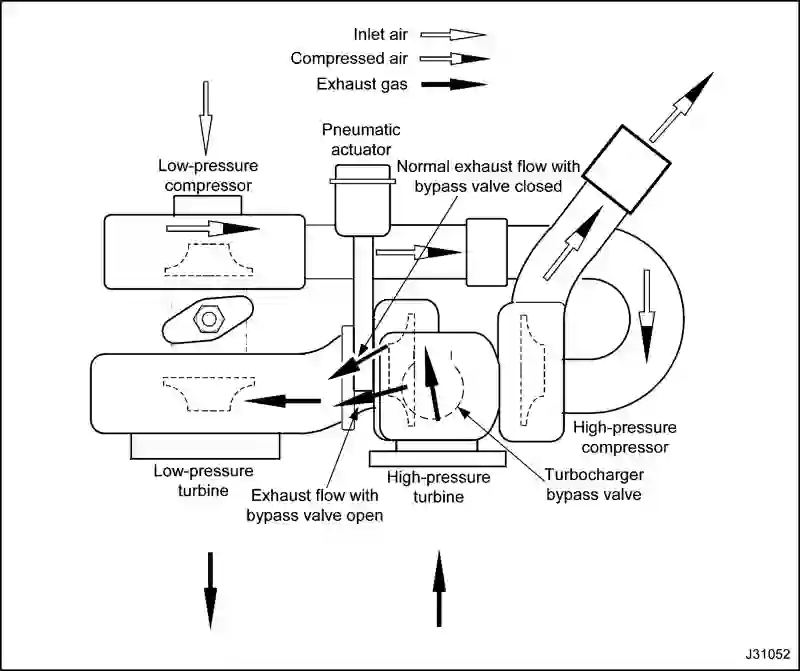 Inlet air
Compressed air
Exhaust gas
Pneumatic
actuator
Low-pressure
compressor
Normal exhaust flow with
bypass valve closed
High-pressure
compressor
Low-pressure
turbine
Exhaust flow with
bypass valve open
High-pressure
turbine
Turbocharger
bypass valve
J31052